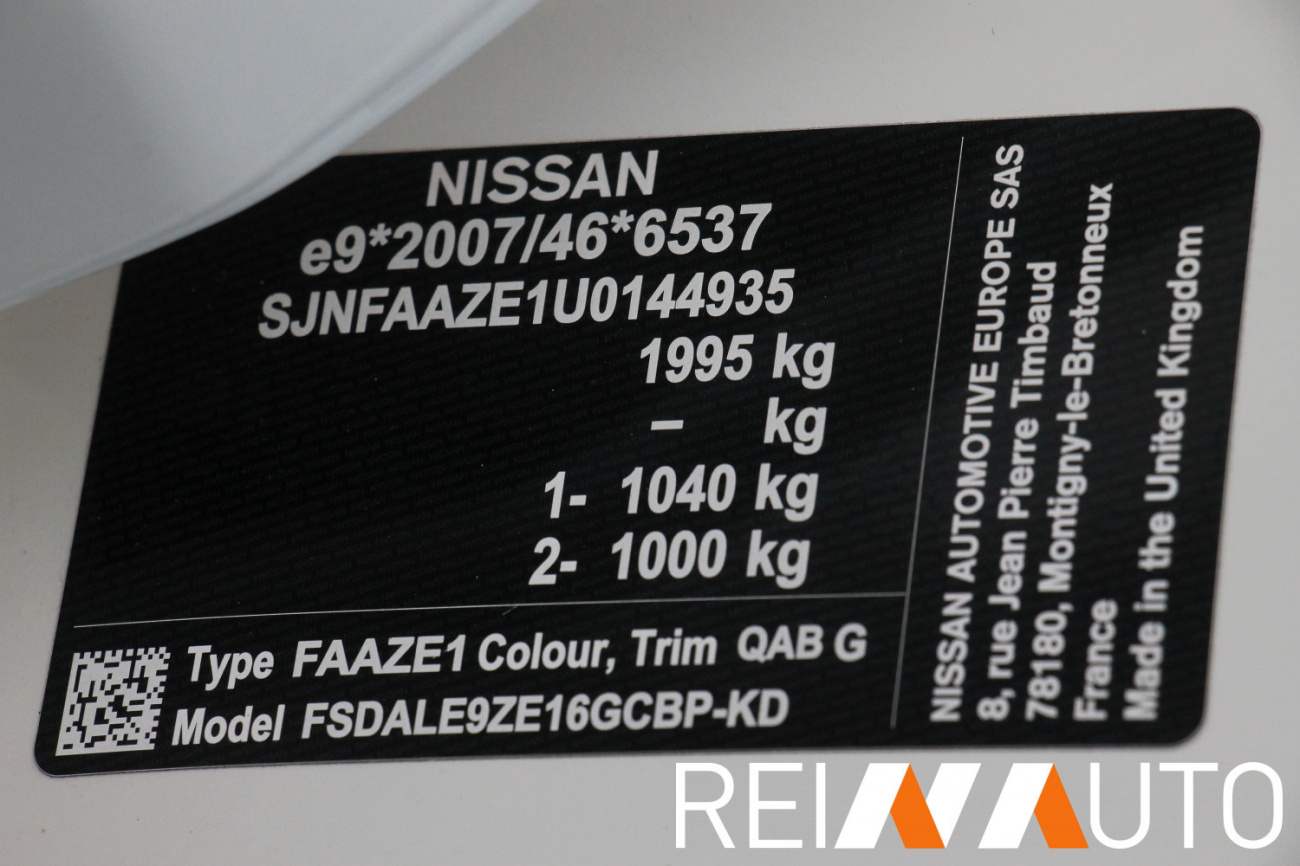 NISSAN
e9*2007/46*6537
SJNFAAZE1U0144935
1995 kg
– kg
1- 1040 kg
2- 1000 kg
Type FAAZE1 Colour, Trim QAB G
Model FSDALE9ZE16GCBP-KD
NISSAN AUTOMOTIVE EUROPE SAS
8, rue Jean Pierre Timbaud
78180, Montigny-le-Bretonneux
France
Made in the United Kingdom
REINAUTO